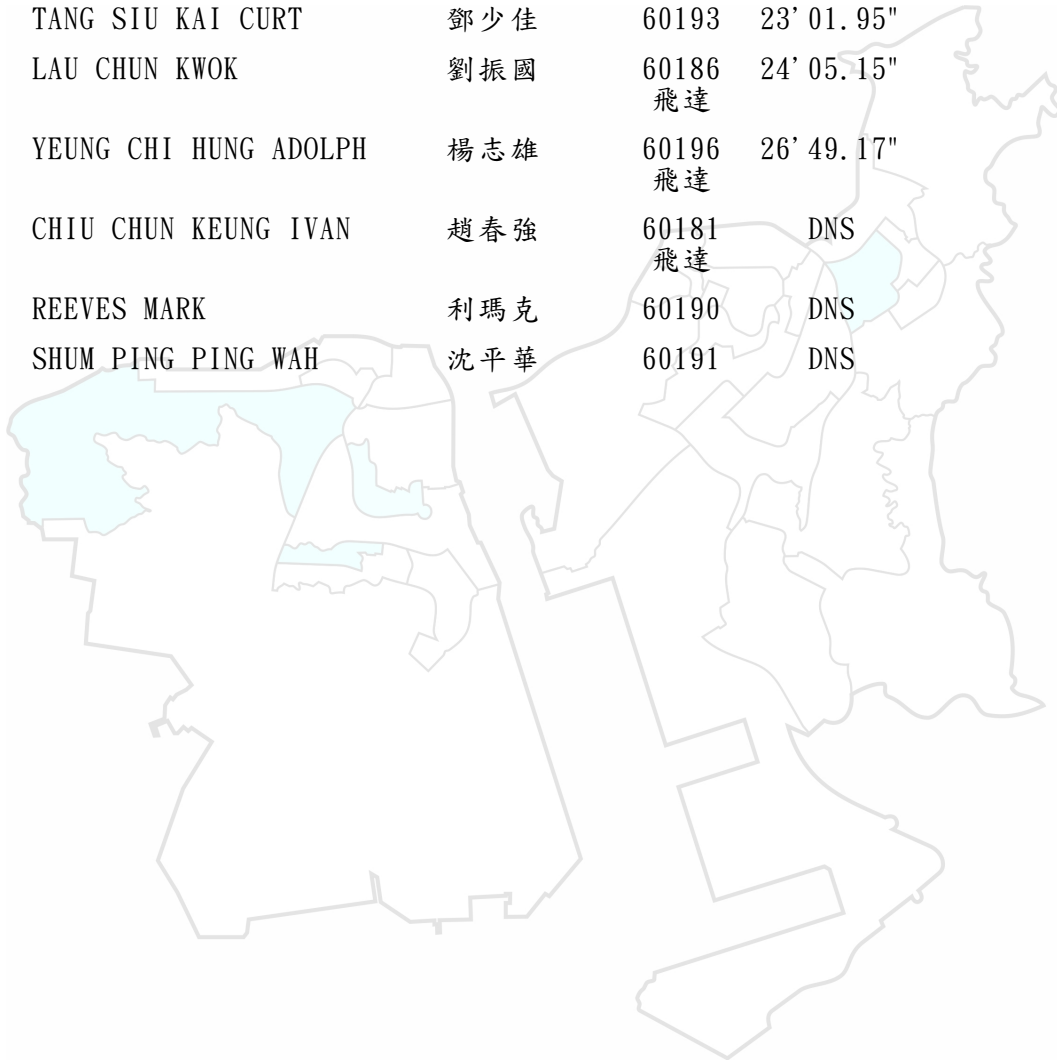 TANG SIU KAI CURT 鄧少佳 60193 23'01.95"
LAU CHUN KWOK 劉振國 60186 24'05.15"
飛達
YEUNG CHI HUNG ADOLPH 楊志雄 60196 26'49.17"
飛達
CHIU CHUN KEUNG IVAN 趙春強 60181 DNS
飛達
REEVES MARK 利瑪克 60190 DNS
SHUM PING PING WAH 沈平華 60191 DNS